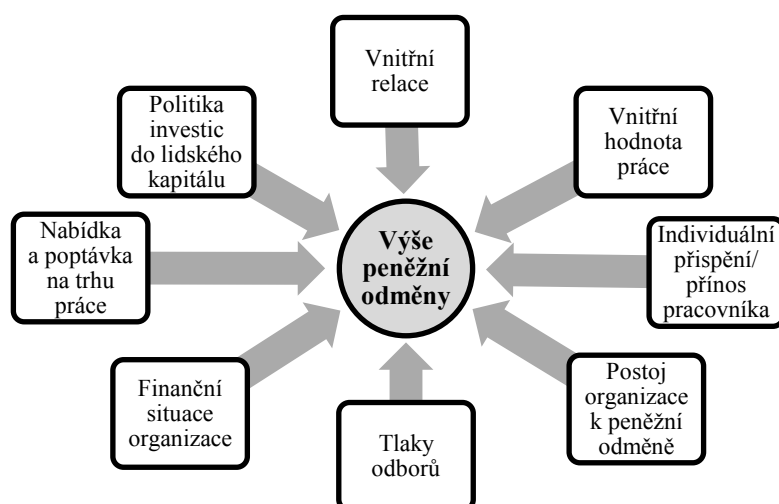 Vnitřní
relace
Politika
investic
do lidského
kapitálu
Vnitřní
hodnota
práce
Nabídka
a poptávka
na trhu
práce
Výše
peněžní
odměny
Individuální
přispění/
přínos
pracovníka
Finanční
situace
organizace
Tlaky
odborů
Postoj
organizace
k peněžní
odměně